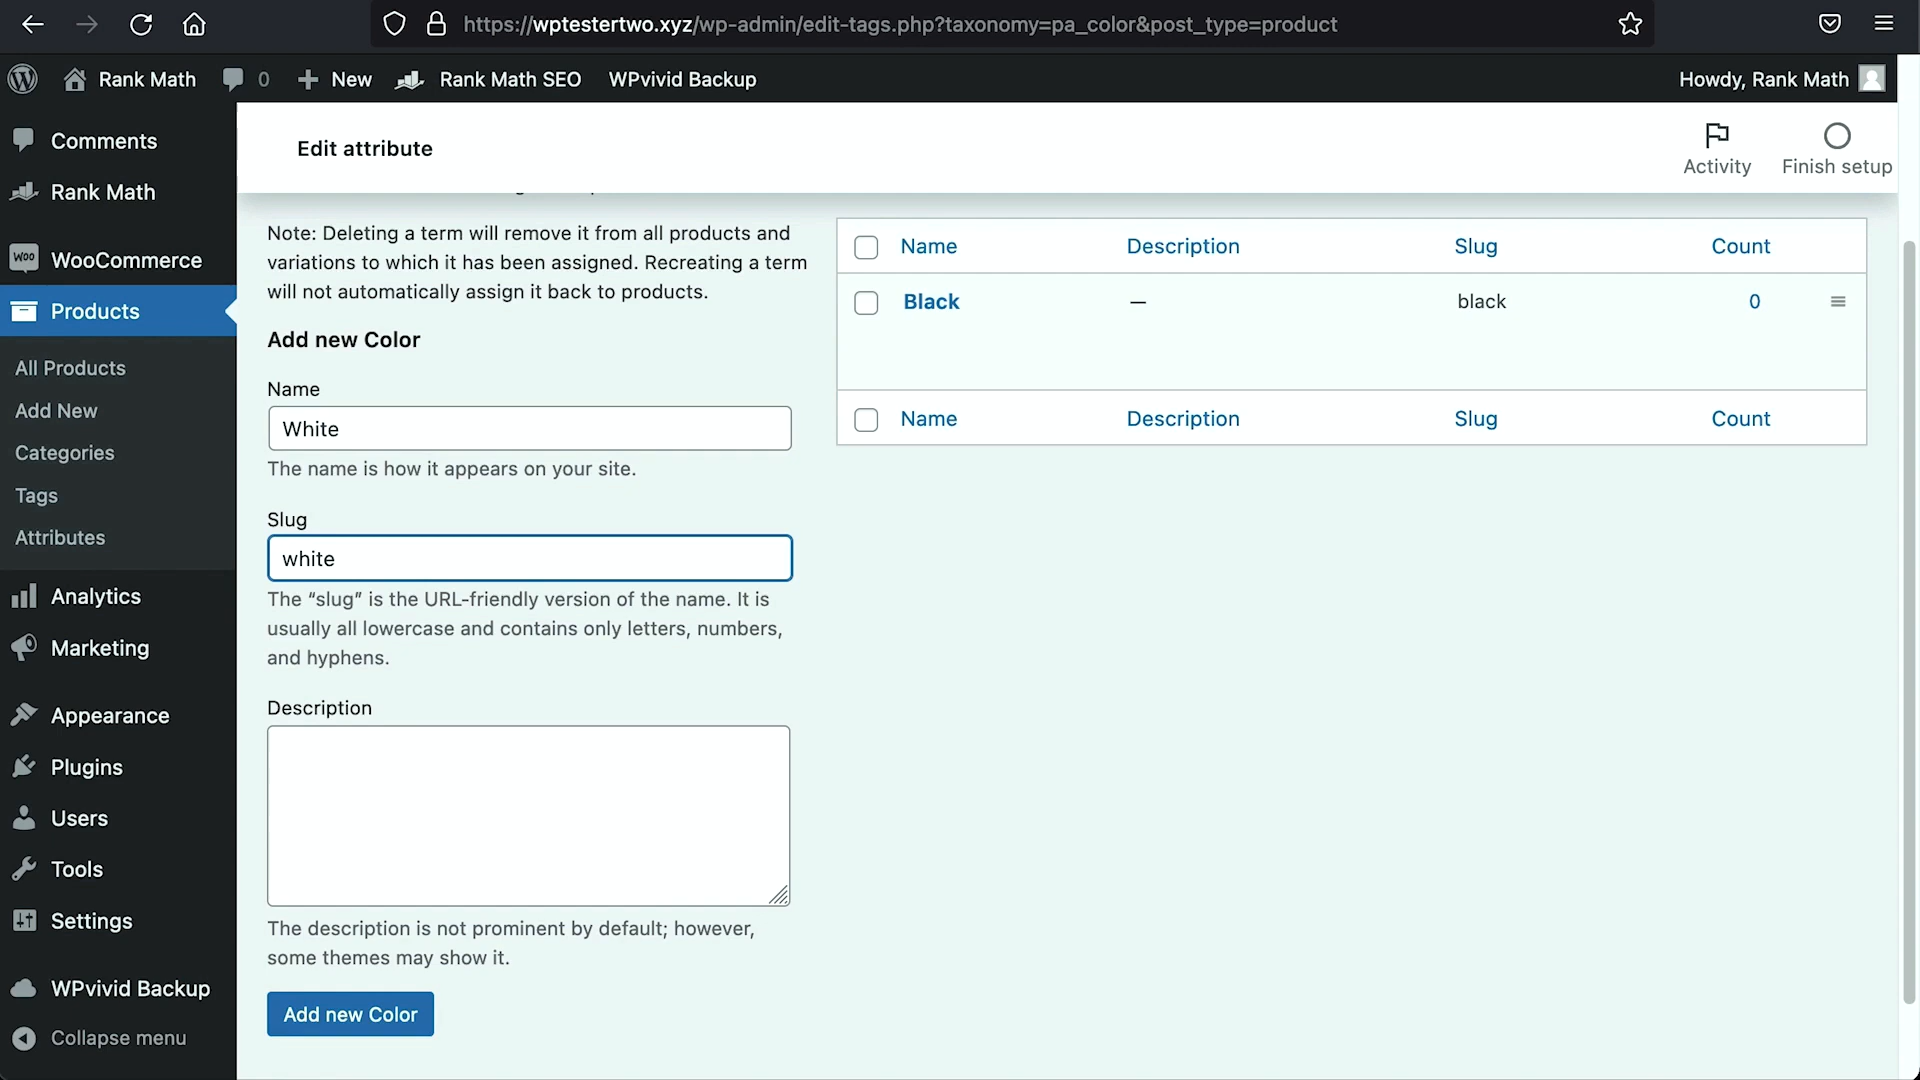 https://wptestertwo.xyz/wp-admin/edit-tags.php?taxonomy=pa_color&post_type=product
Rank Math
0
New
Rank Math SEO
WPvivid Backup
Howdy, Rank Math
Comments
Rank Math
WOO
WooCommerce
Products
All Products
Add New
Categories
Tags
Attributes
Analytics
Marketing
Appearance
Plugins
Users
Tools
Settings
WPvivid Backup
Collapse menu
Edit attribute
Activity
Finish setup
Note: Deleting a term will remove it from all products and
variations to which it has been assigned. Recreating a term
will not automatically assign it back to products.
Add new Color
Name
White
The name is how it appears on your site.
Slug
white
The “slug” is the URL-friendly version of the name. It is
usually all lowercase and contains only letters, numbers,
and hyphens.
Description
The description is not prominent by default; however,
some themes may show it.
Add new Color
Name Description Slug Count
Black — black 0
Name Description Slug Count